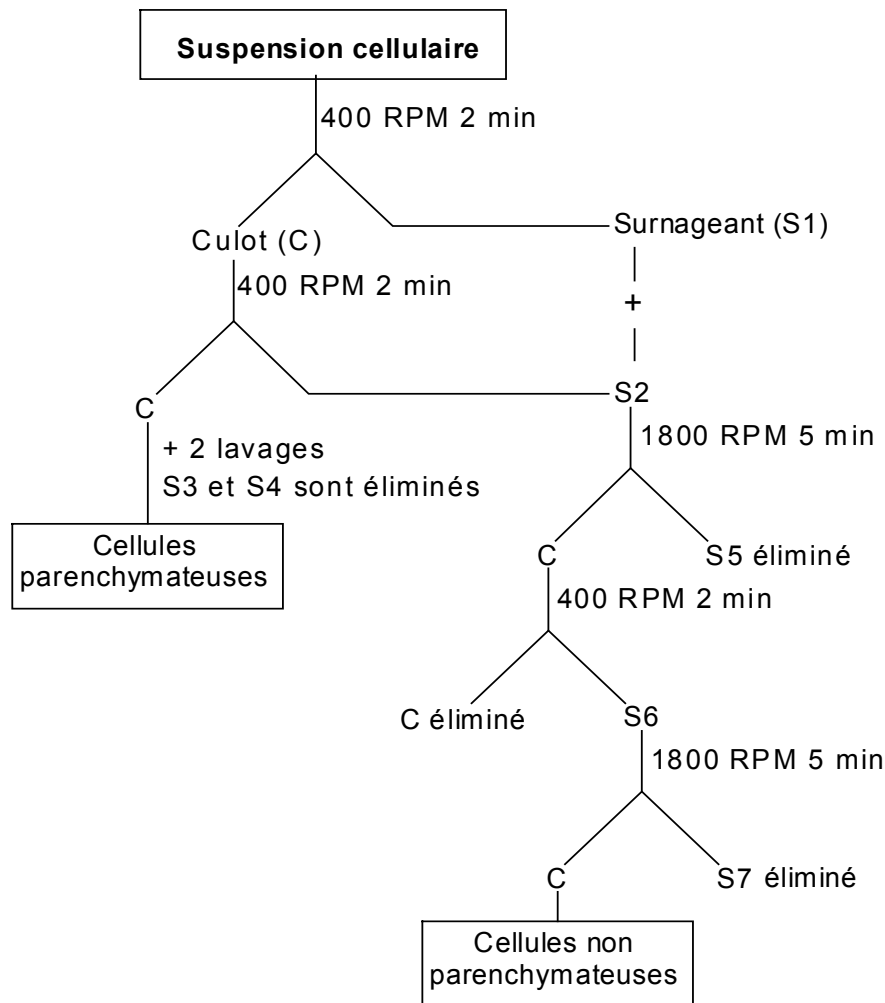 Suspension cellulaire
400 RPM 2 min
Culot (C)
Surnageant (S1)
400 RPM 2 min
+
C
S2
+ 2 lavages
S3 et S4 sont éliminés
1800 RPM 5 min
Cellules
parenchymateuses
C
S5 éliminé
400 RPM 2 min
C éliminé
S6
1800 RPM 5 min
C
S7 éliminé
Cellules non
parenchymateuses